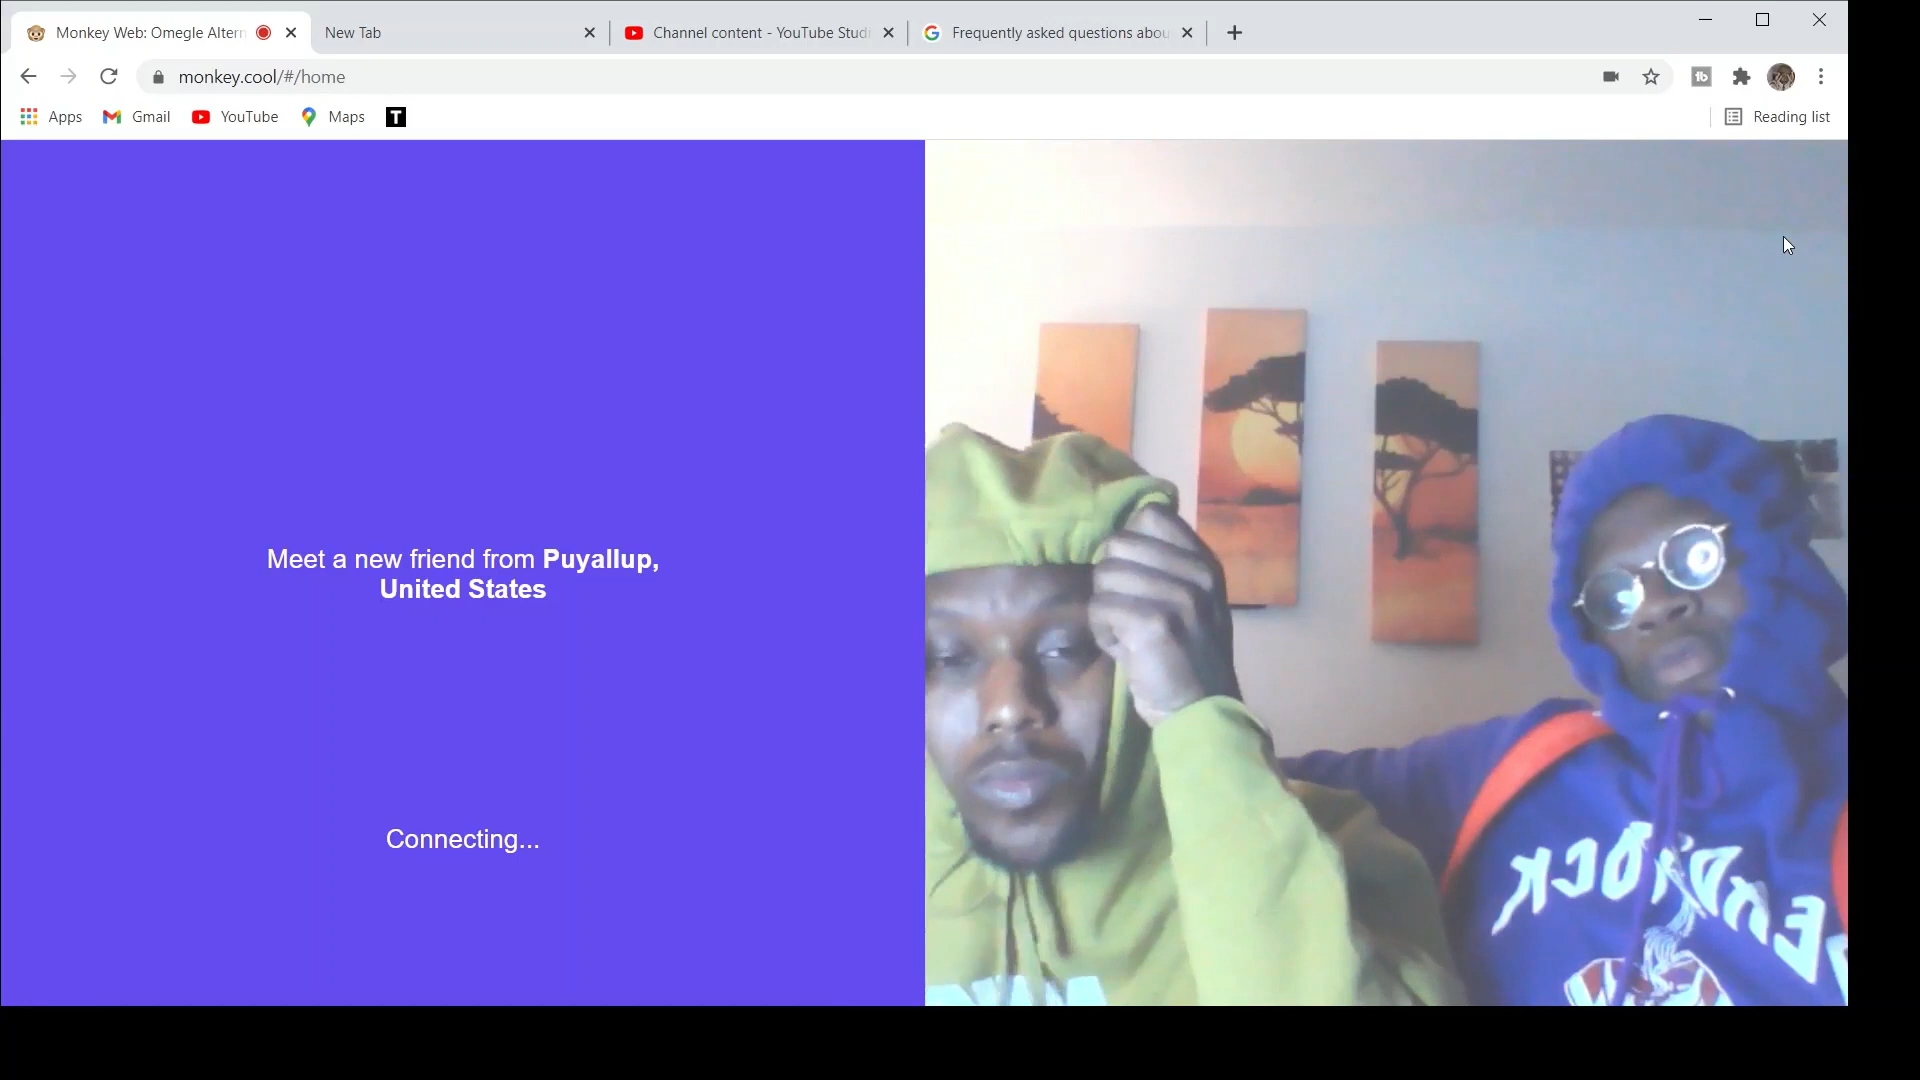 Monkey Web: Omegle Altern
New Tab
Channel content - YouTube Studi
Frequently asked questions abou
monkey.cool/#/home
tb
Apps
Gmail
YouTube
Maps
T
Reading list
Meet a new friend from Puyallup,
United States
Connecting...